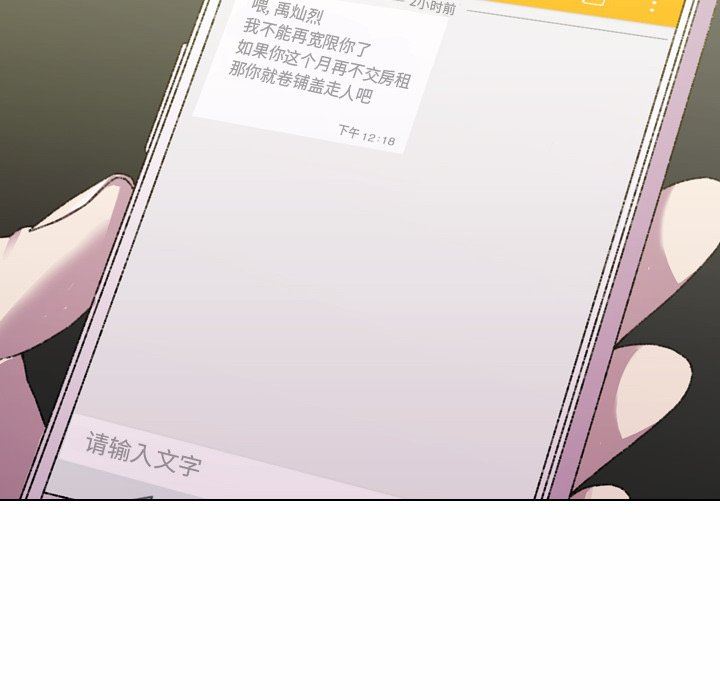 2小时前
喂, 禹灿烈
我不能再宽限你了
如果你这个月再不交房租
那你就卷铺盖走人吧
下午 12:18
请输入文字